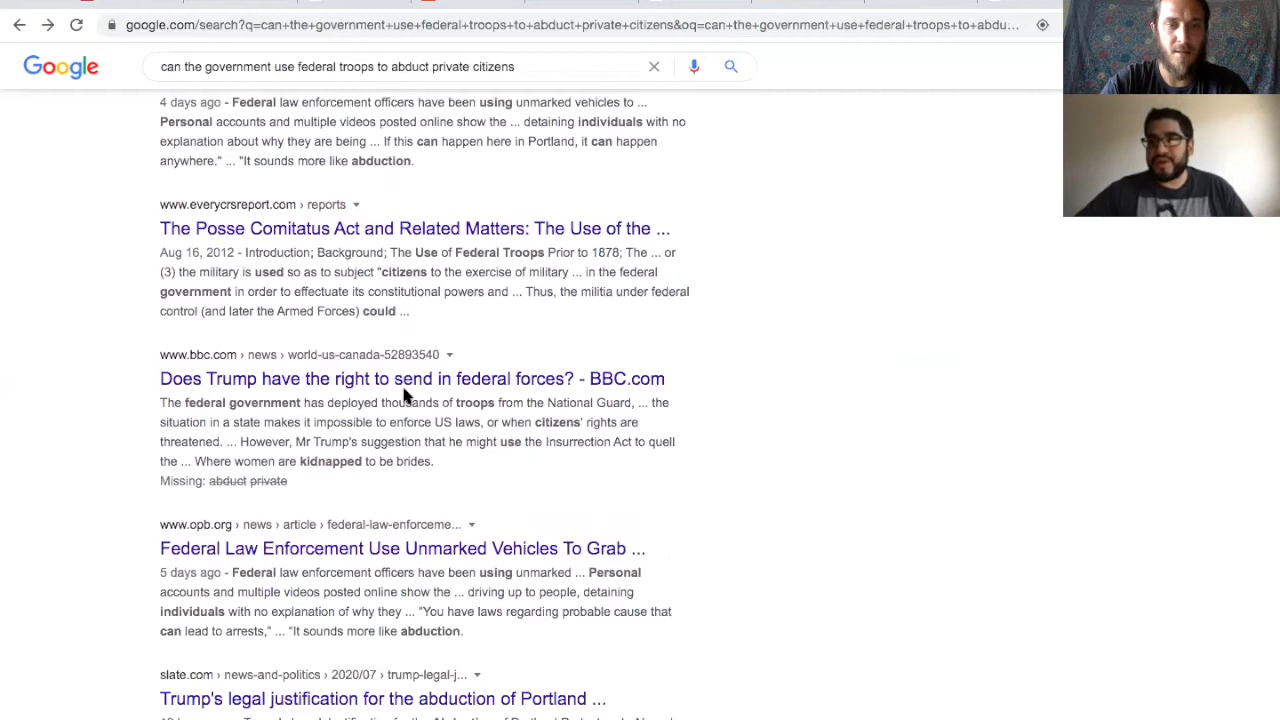 google.com/search?q=can+the+government+use+federal+troops+to+abduct+private+citizens&oq=can+the+government+use+federal+troops+to+abdu...
Google
can the government use federal troops to abduct private citizens
4 days ago - Federal law enforcement officers have been using unmarked vehicles to ...
Personal accounts and multiple videos posted online show the ... detaining individuals with no
explanation about why they are being ... If this can happen here in Portland, it can happen
anywhere." ... "It sounds more like abduction.
www.everycrsreport.com › reports
The Posse Comitatus Act and Related Matters: The Use of the ...
Aug 16, 2012 - Introduction; Background; The Use of Federal Troops Prior to 1878; The ... or
(3) the military is used so as to subject "citizens to the exercise of military ... in the federal
government in order to effectuate its constitutional powers and ... Thus, the militia under federal
control (and later the Armed Forces) could ...
www.bbc.com › news › world-us-canada-52893540
Does Trump have the right to send in federal forces? - BBC.com
The federal government has deployed thousands of troops from the National Guard, ... the
situation in a state makes it impossible to enforce US laws, or when citizens' rights are
threatened. ... However, Mr Trump's suggestion that he might use the Insurrection Act to quell
the ... Where women are kidnapped to be brides.
Missing: abduct private
www.opb.org › news › article › federal-law-enforceme...
Federal Law Enforcement Use Unmarked Vehicles To Grab ...
5 days ago - Federal law enforcement officers have been using unmarked ... Personal
accounts and multiple videos posted online show the ... driving up to people, detaining
individuals with no explanation of why they ... "You have laws regarding probable cause that
can lead to arrests," ... "It sounds more like abduction.
slate.com › news-and-politics › 2020/07 › trump-legal-j...
Trump's legal justification for the abduction of Portland ...